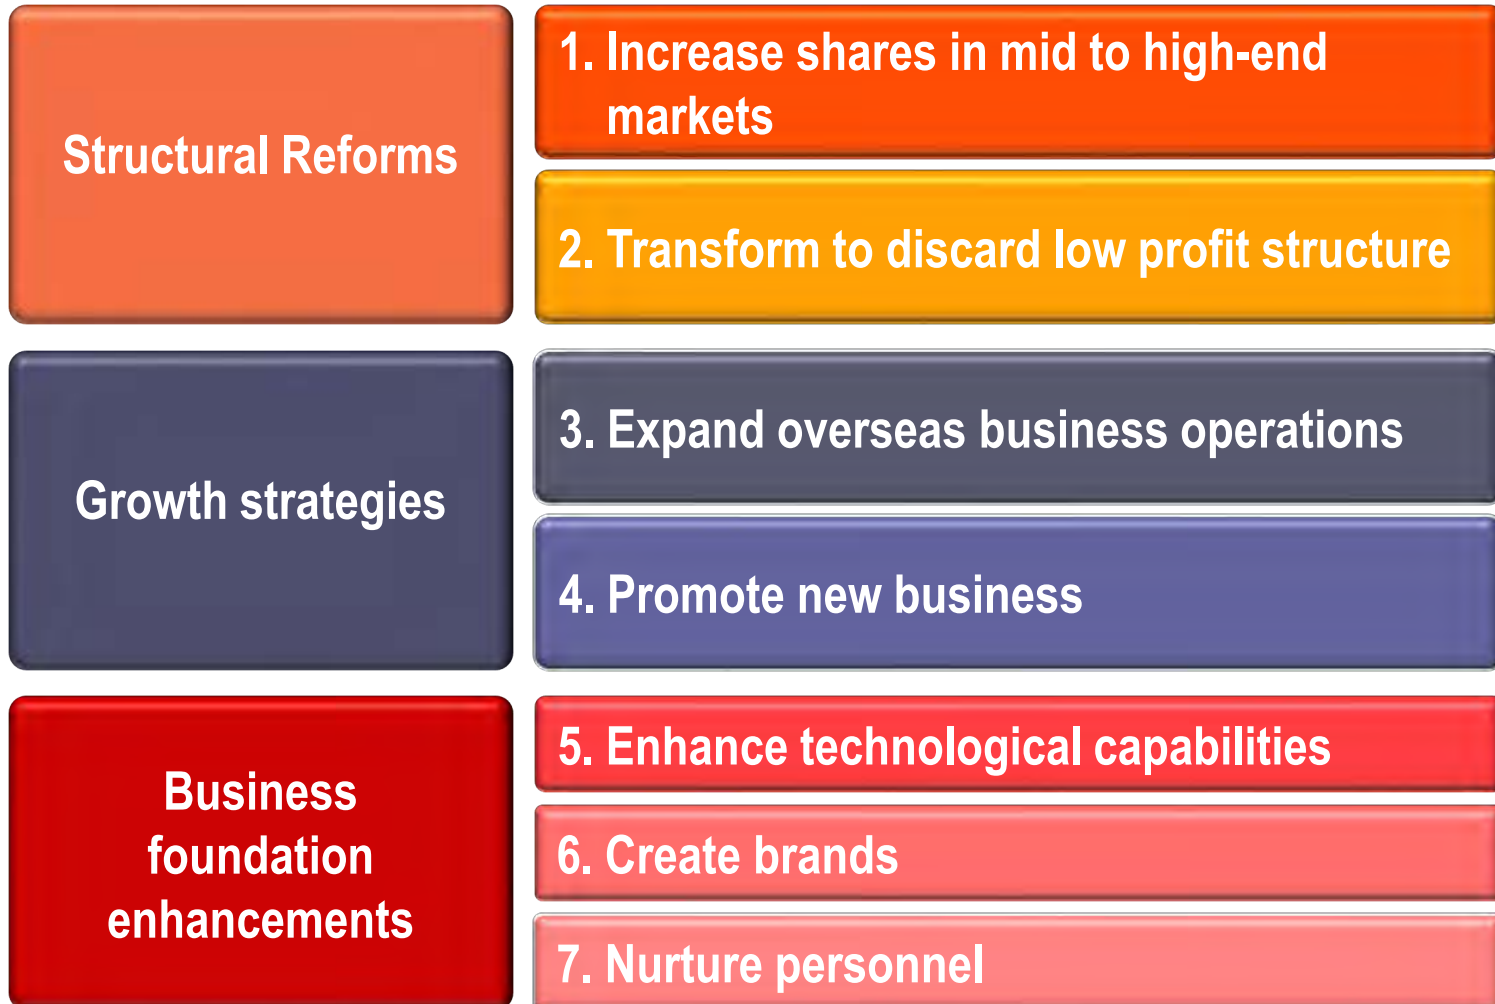 Structural Reforms
1. Increase shares in mid to high-end
markets
2. Transform to discard low profit structure
Growth strategies
3. Expand overseas business operations
4. Promote new business
Business
foundation
enhancements
5. Enhance technological capabilities
6. Create brands
7. Nurture personnel